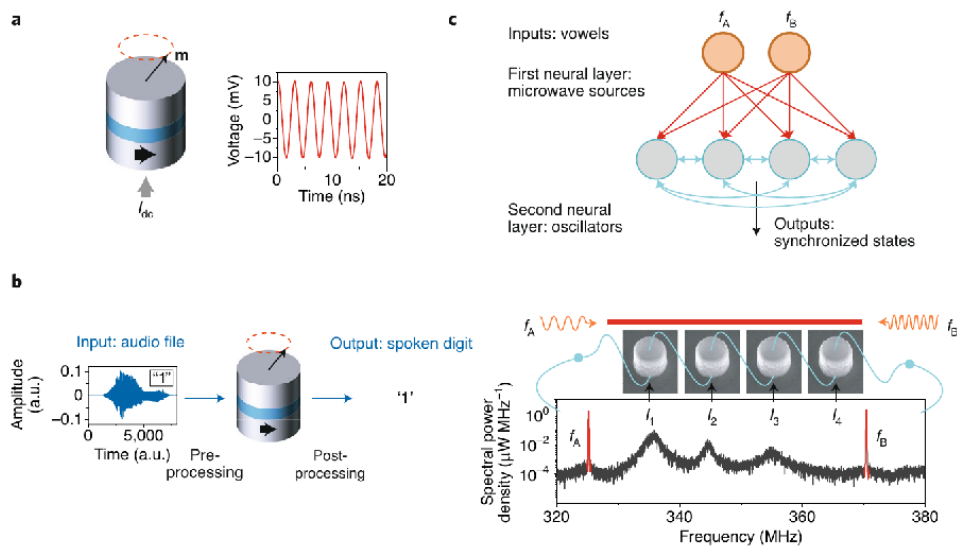 a
m
I dc
Voltage (mV)
10
5
0
−5
−10
0
10
20
Time (ns)
b
Input: audio file
Output: spoken digit
Amplitude
(a.u.)
0.1
0
−0.1
“1”
5,000
Time (a.u.)
Pre-
processing
Post-
processing
‘1’
c
Inputs: vowels
f A
f B
First neural layer:
microwave sources
Second neural
layer: oscillators
Outputs:
synchronized states
f A
f B
I 1
I 2
I 3
I 4
Spectral power
density (μW MHz−1)
10 0
10 −2
10 −4
f A
f B
320
340
360
380
Frequency (MHz)